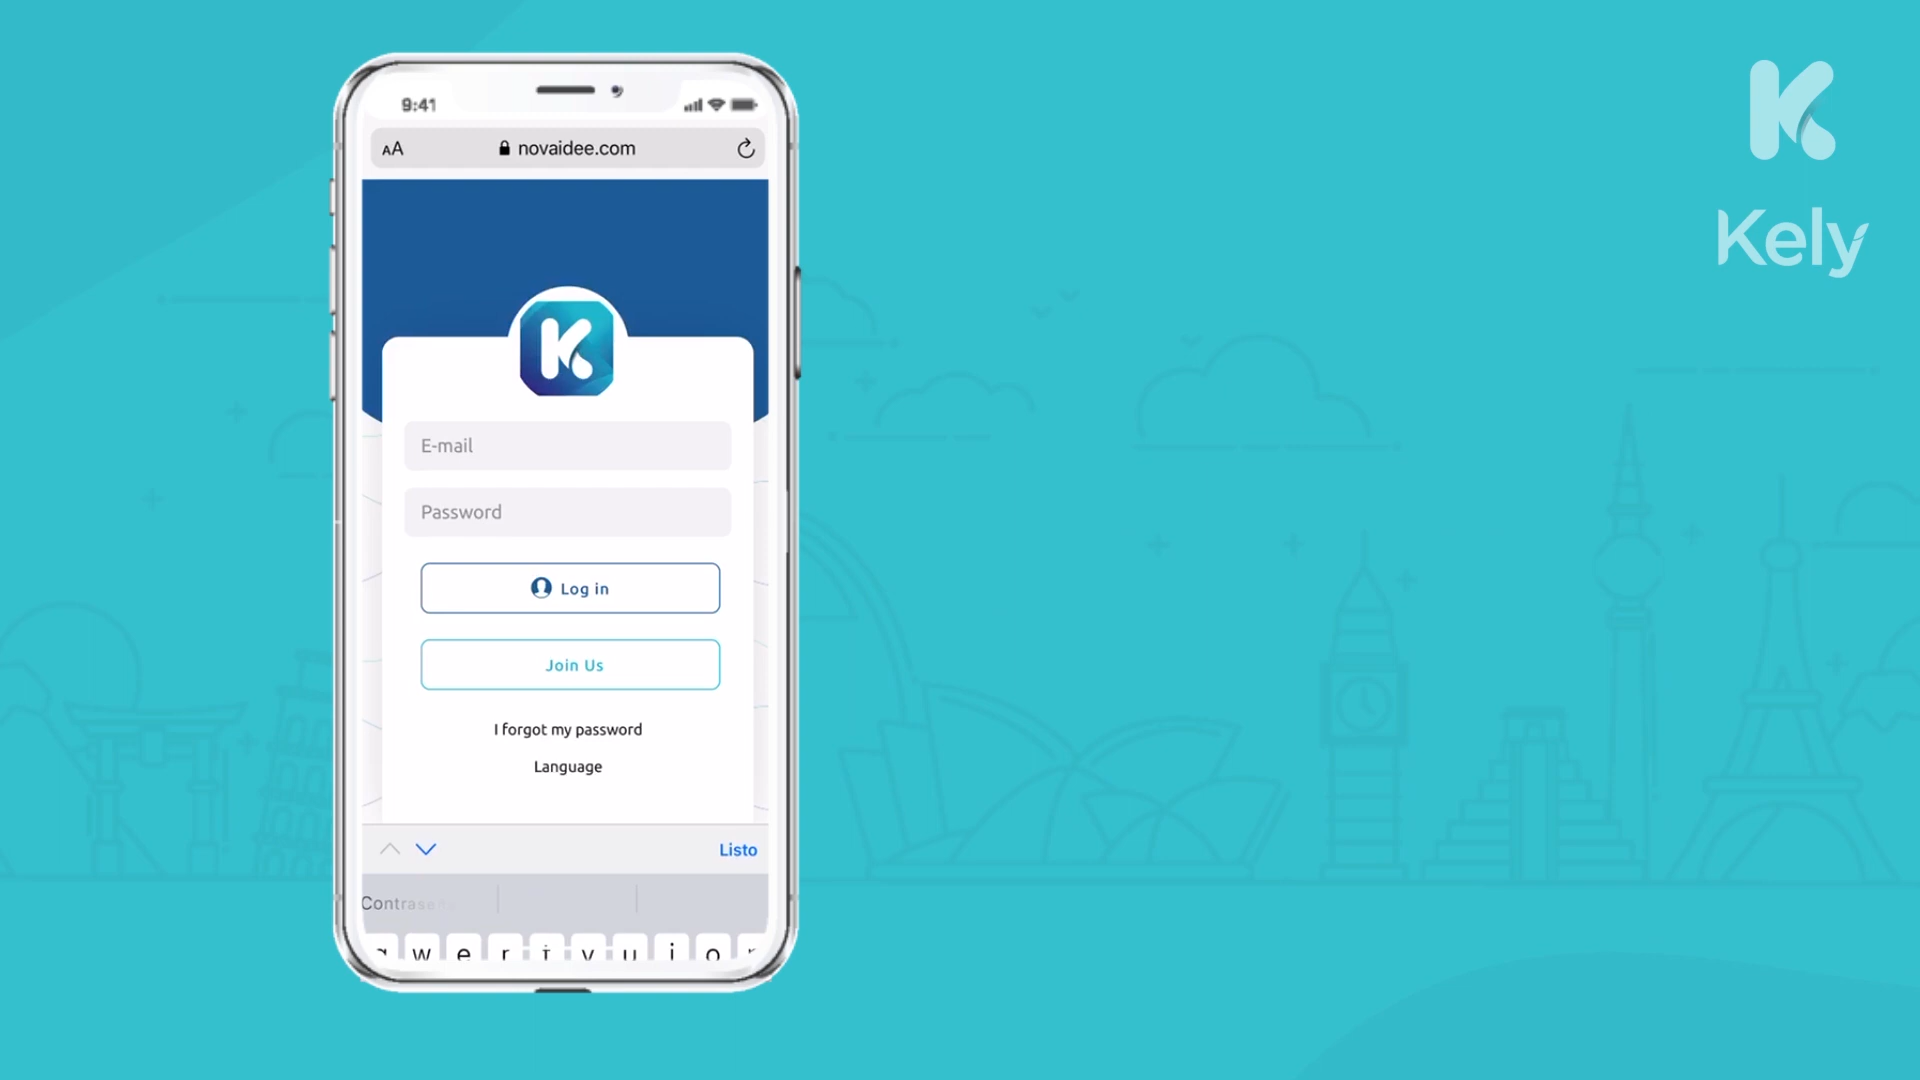 9:41
AA
novaidee.com
E-mail
Password
Log in
Join Us
I forgot my password
Language
Listo
w e r t y u i o
Kely